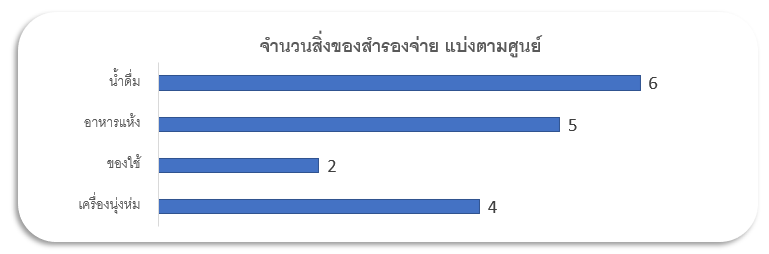 จำนวนสิ่งของสำรองจ่าย แบ่งตามศูนย์
น้ำดื่ม 6
อาหารแห้ง 5
ของใช้ 2
เครื่องนุ่งห่ม 4